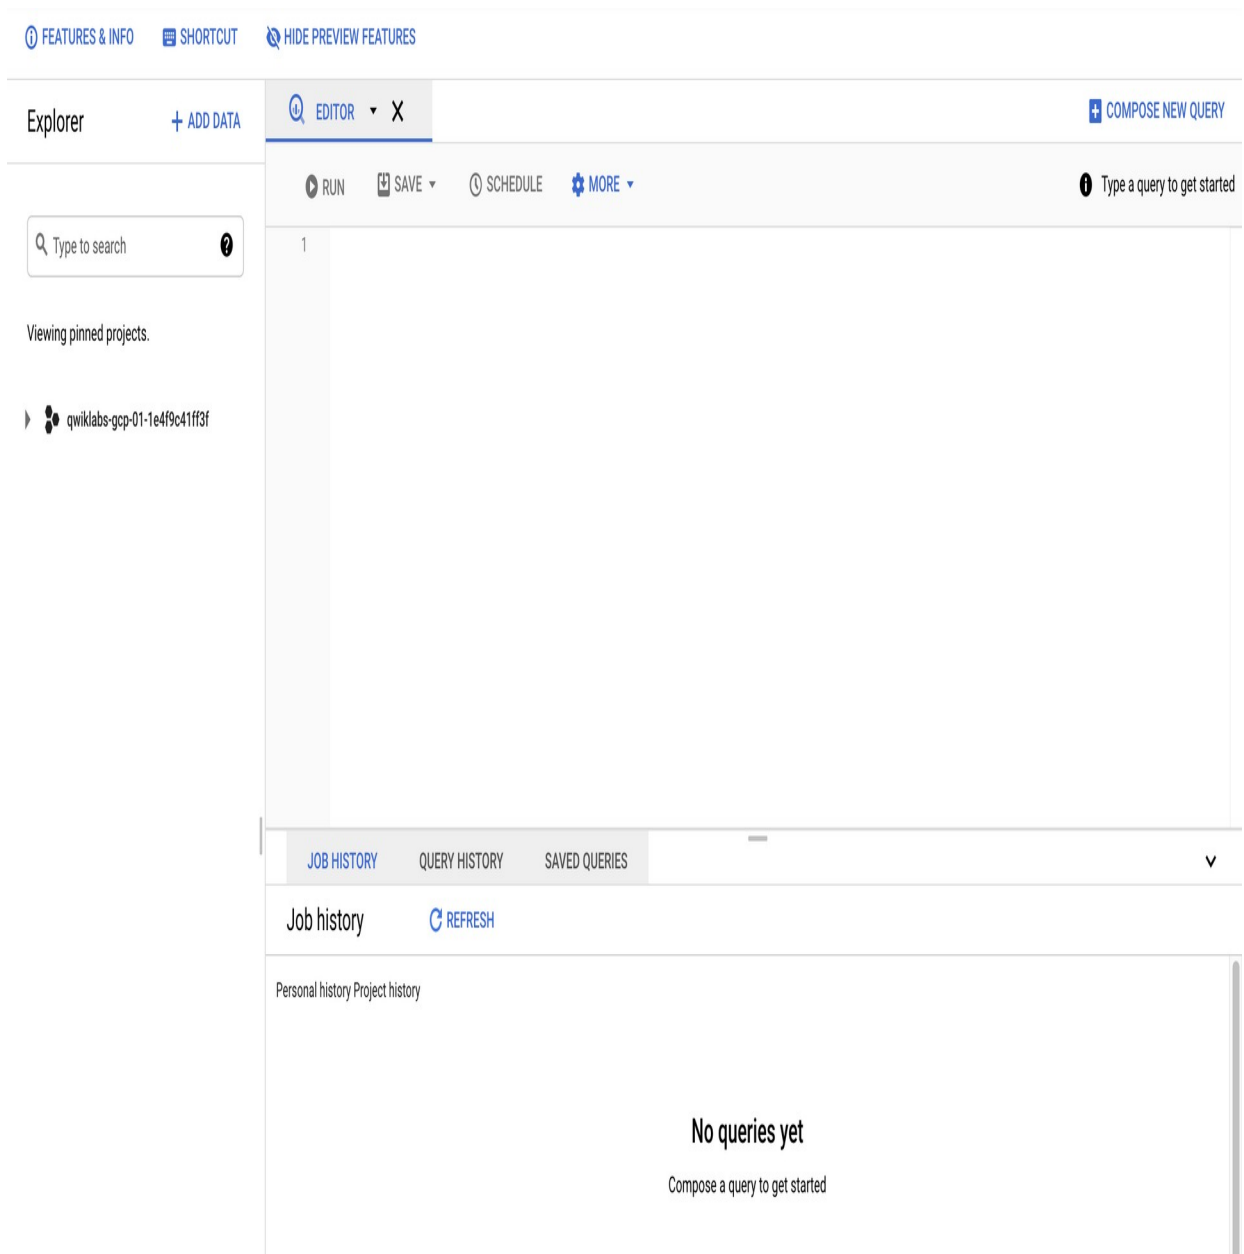 FEATURES & INFO SHORTCUT HIDE PREVIEW FEATURES
Explorer + ADD DATA
EDITOR
COMPOSE NEW QUERY
RUN SAVE SCHEDULE MORE
Type a query to get started
Type to search
1
Viewing pinned projects.
qwiklabs-gcp-01-1e4f9c41ff3f
JOB HISTORY QUERY HISTORY SAVED QUERIES
Job history REFRESH
Personal history Project history
No queries yet
Compose a query to get started